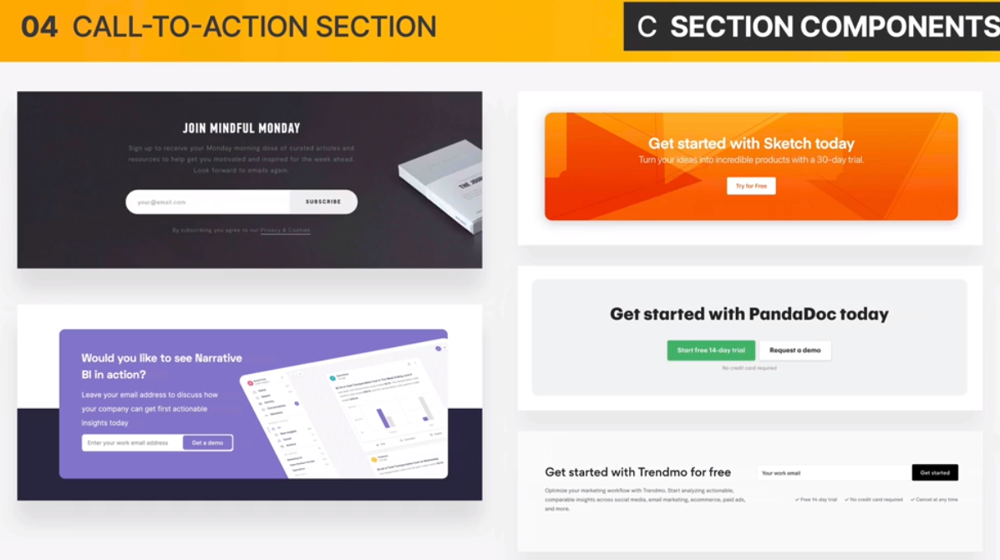 04 CALL-TO-ACTION SECTION
C SECTION COMPONENTS
JOIN MINDFUL MONDAY
Sign up to receive your Monday morning dose of curated articles and
resources to help get you motivated and inspired for the week ahead.
Look forward to emails again.
your@email.com
SUBSCRIBE
By subscribing you agree to our Privacy & Cookies
Would you like to see Narrative
BI in action?
Leave your email address to discuss how
your company can get first actionable
insights today
Enter your work email address
Get a demo
Get started with Sketch today
Turn your ideas into incredible products with a 30-day trial.
Try for Free
Get started with PandaDoc today
Start free 14-day trial
Request a demo
No credit card required
Get started with Trendmo for free
Optimize your marketing workflow with Trendmo. Start analyzing actionable,
comparable insights across social media, email marketing, ecommerce, paid ads,
and more.
Your work email
Get started
✓ Free 14 day trial ✓ No credit card required ✓ Cancel at any time